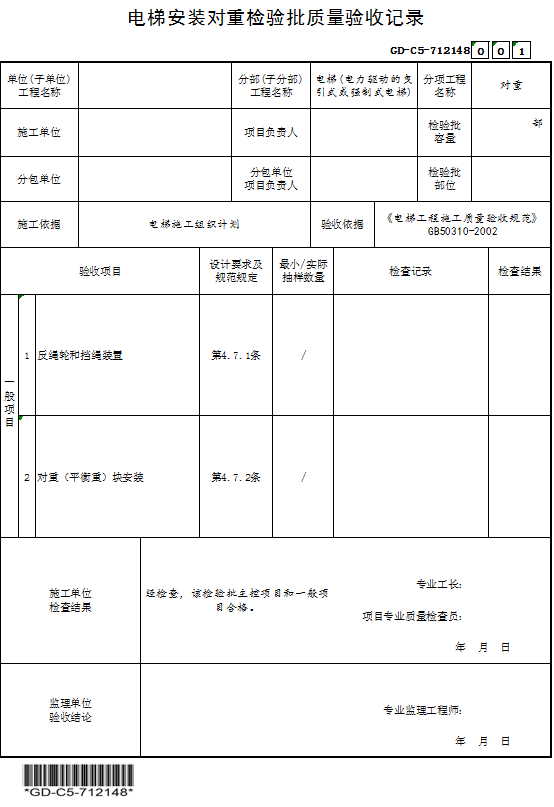 电梯安装对重检验批质量验收记录
GD-C5-712148 0 0 1
单位(子单位)
工程名称
分部(子分部)
工程名称
电梯(电力驱动的曳
引式或强制式电梯)
分项工程
名称
对重
施工单位
项目负责人
检验批
容量
部
分包单位
分包单位
项目负责人
检验批
部位
施工依据
电梯施工组织计划
验收依据
《电梯工程施工质量验收规范》
GB50310-2002
验收项目
设计要求及
规范规定
最小/实际
抽样数量
检查记录
检查结果
一
般
项
目
1 反绳轮和挡绳装置 第4.7.1条 /
2 对重（平衡重）块安装 第4.7.2条 /
施工单位
检查结果
经检查，该检验批主控项目和一般项
目合格。
专业工长:
项目专业质量检查员:
年 月 日
监理单位
验收结论
专业监理工程师:
年 月 日
*GD-C5-712148*